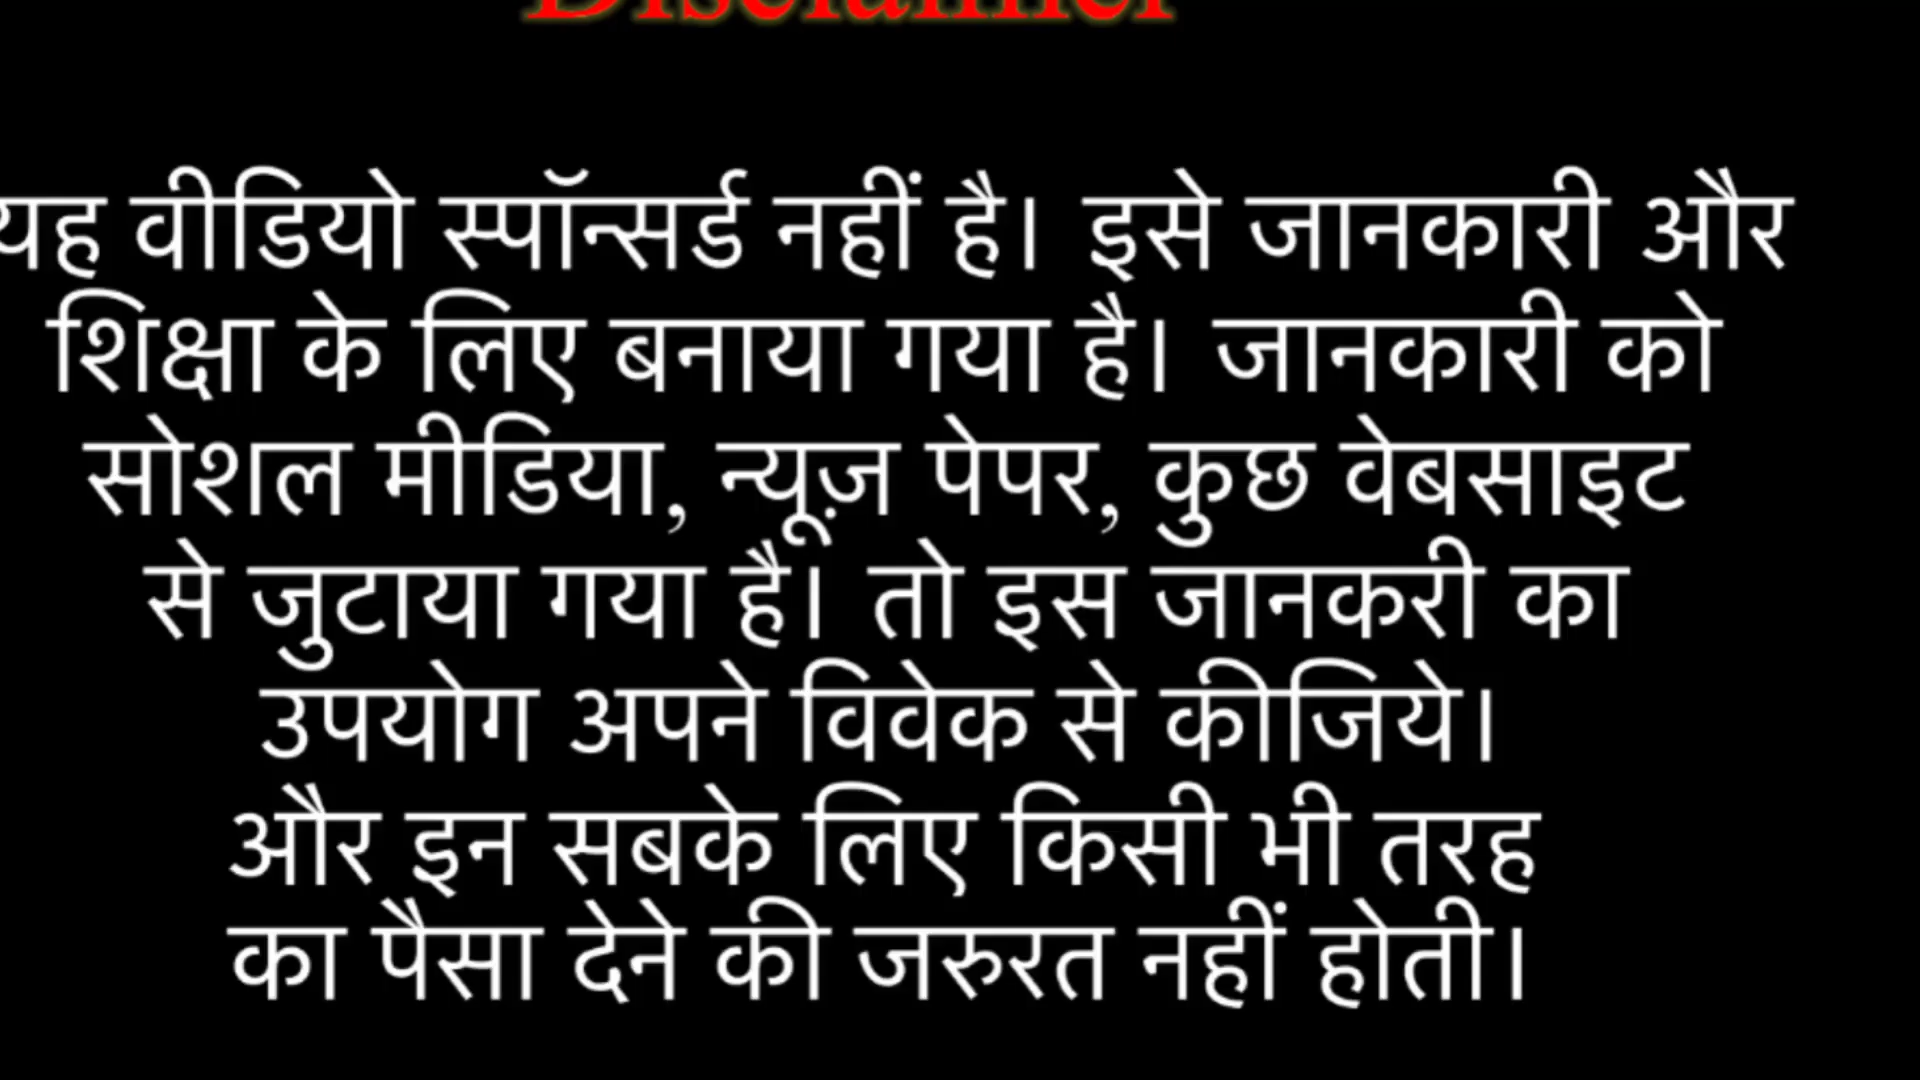 Disclaimer
यह वीडियो स्पॉन्सर्ड नहीं है। इसे जानकारी और
शिक्षा के लिए बनाया गया है। जानकारी को
सोशल मीडिया, न्यूज़ पेपर, कुछ वेबसाइट
से जुटाया गया है। तो इस जानकरी का
उपयोग अपने विवेक से कीजिये।
और इन सबके लिए किसी भी तरह
का पैसा देने की जरुरत नहीं होती।